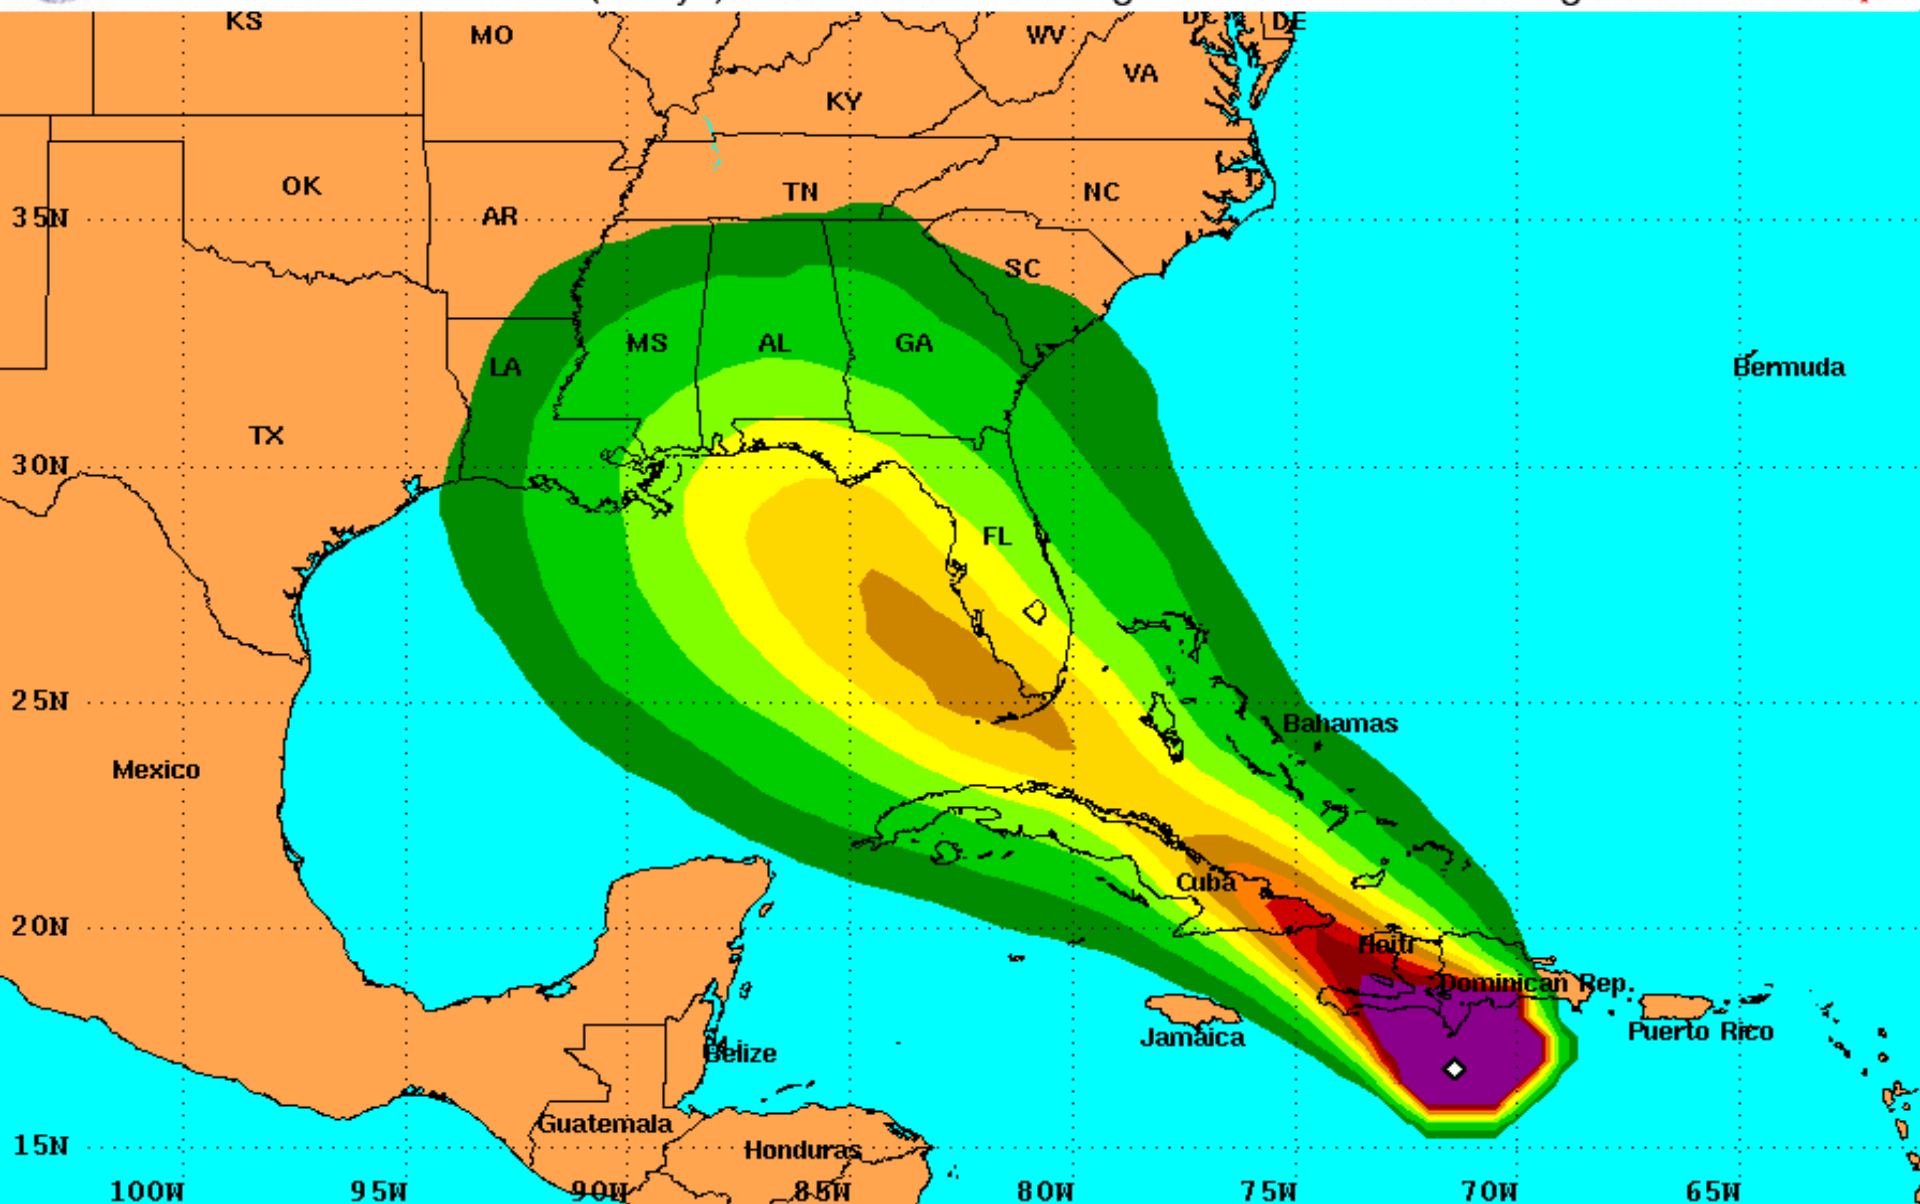 KS
MO
WV
DC
DE
VA
KY
OK
TN
NC
AR
35N
SC
MS
AL
GA
LA
Bermuda
TX
30N
FL
25N
Bahamas
Mexico
Cuba
20N
Haiti
Dominican Rep.
Jamaica
Puerto Rico
Belize
Guatemala
15N
Honduras
100W 95W 90W 85W 80W 75W 70W 65W